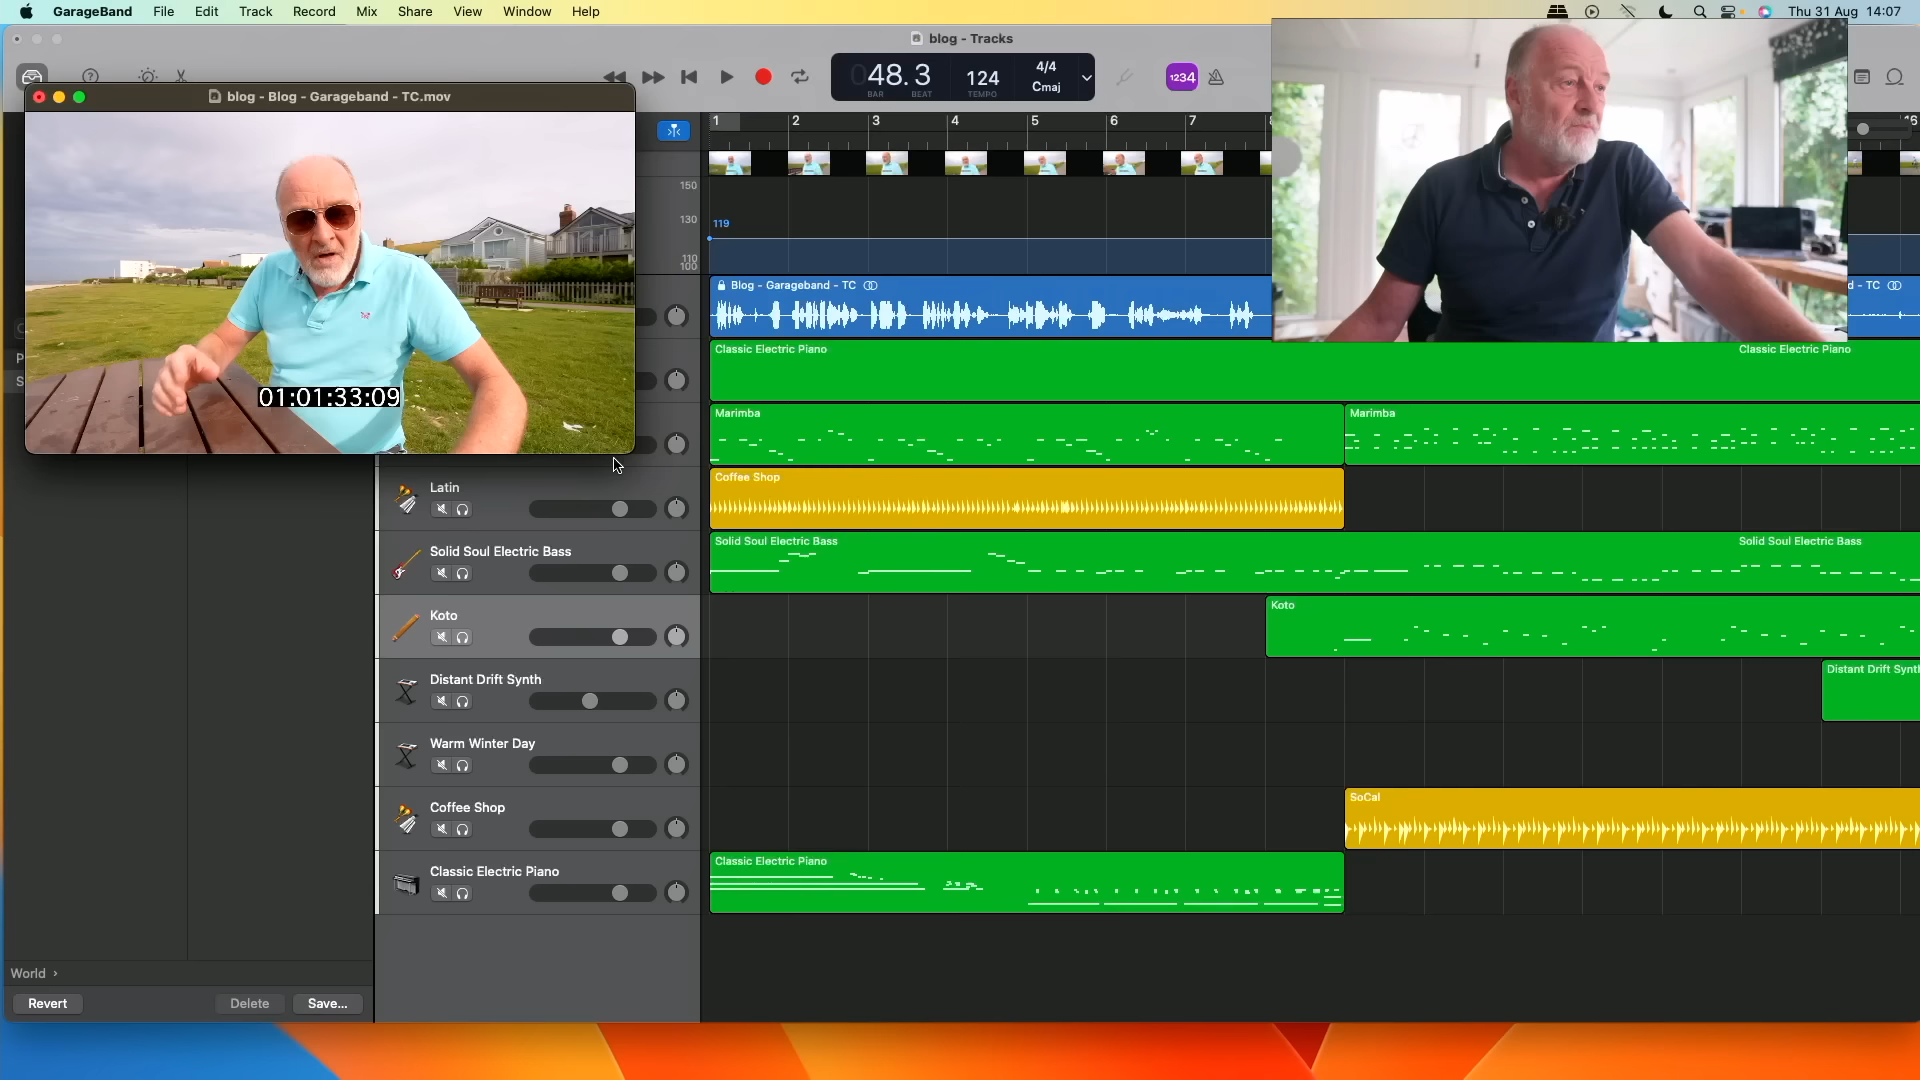 GarageBand File Edit Track Record Mix Share View Window Help
Thu 31 Aug 14:07
blog - Tracks
048.3
BAR BEAT
124
TEMPO
4/4
Cmaj
1234
blog - Blog - Garageband - TC.mov
01:01:33:09
1 2 3 4 5 6 7 8
16
150
130
110
100
119
Blog - Garageband - TC
d - TC
Classic Electric Piano
Classic Electric Piano
Marimba
Marimba
Latin
Coffee Shop
Solid Soul Electric Bass
Solid Soul Electric Bass
Solid Soul Electric Bass
Koto
Koto
Distant Drift Synth
Distant Drift Synth
Warm Winter Day
Coffee Shop
SoCal
Classic Electric Piano
Classic Electric Piano
World ›
Revert
Delete
Save...